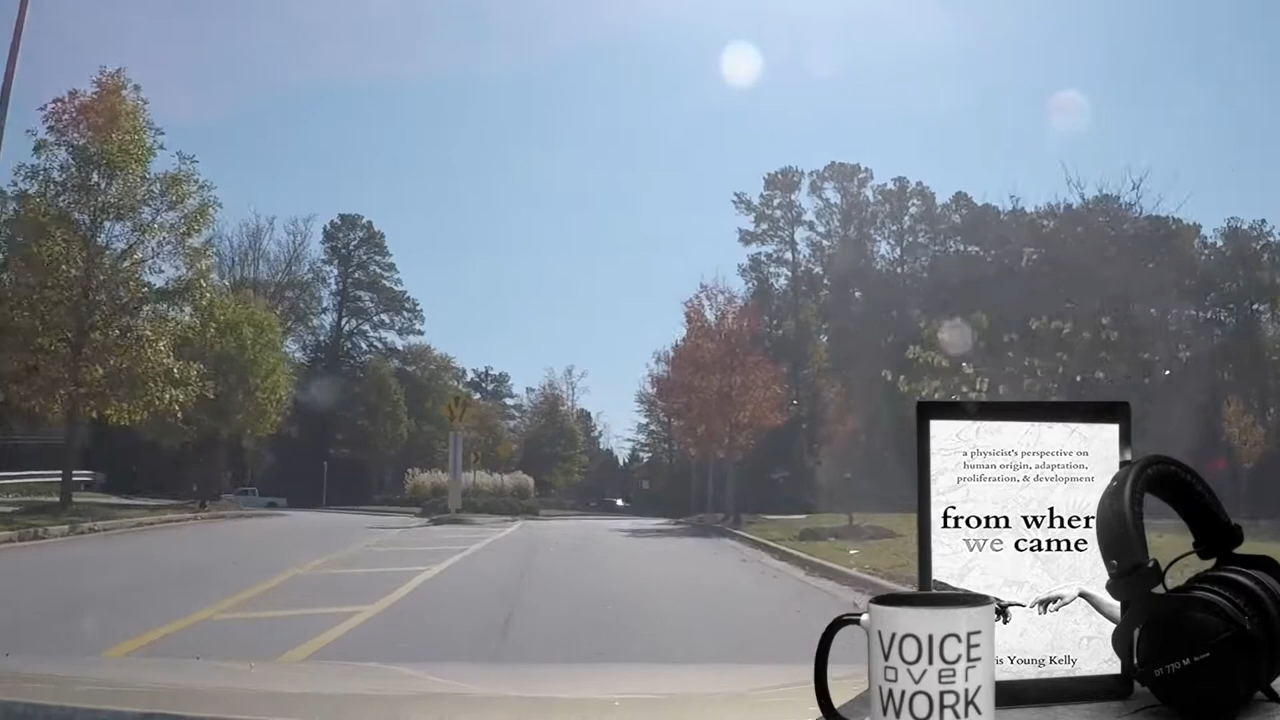 a physicist's perspective on
human origin, adaptation,
proliferation, & development
from wher
we came
is Young Kelly
VOICE
over
WORK
DT 770 M